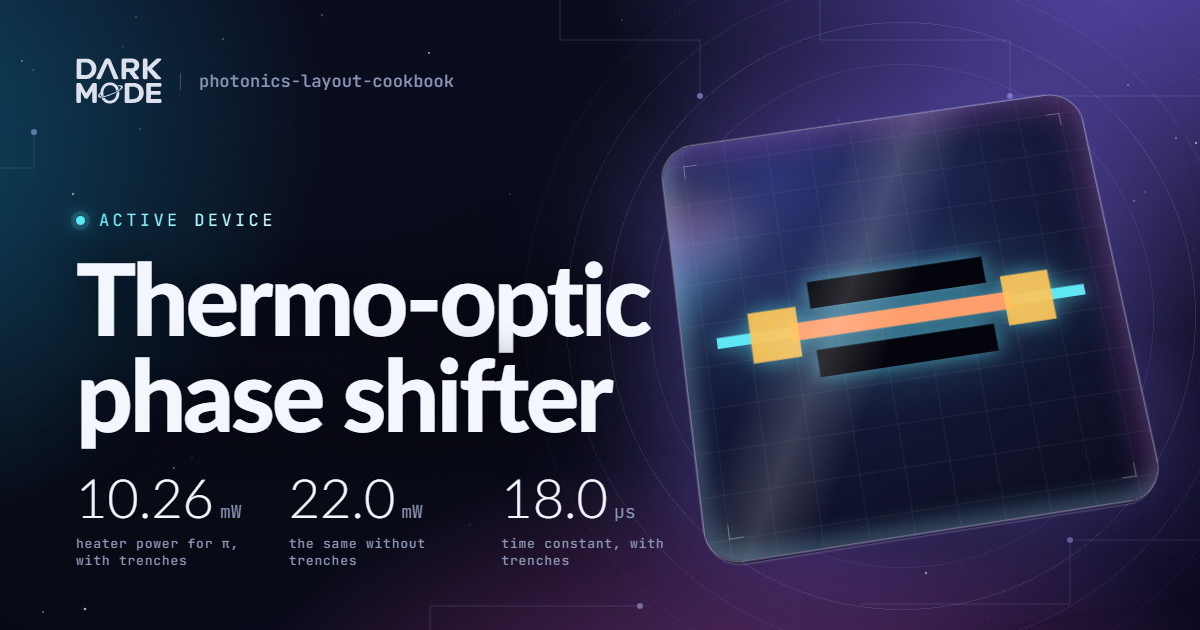 DARK
MODE
photonics-layout-cookbook
ACTIVE DEVICE
Thermo-optic
phase shifter
10.26 mW
heater power for π,
with trenches
22.0 mW
the same without
trenches
18.0 µs
time constant, with
trenches